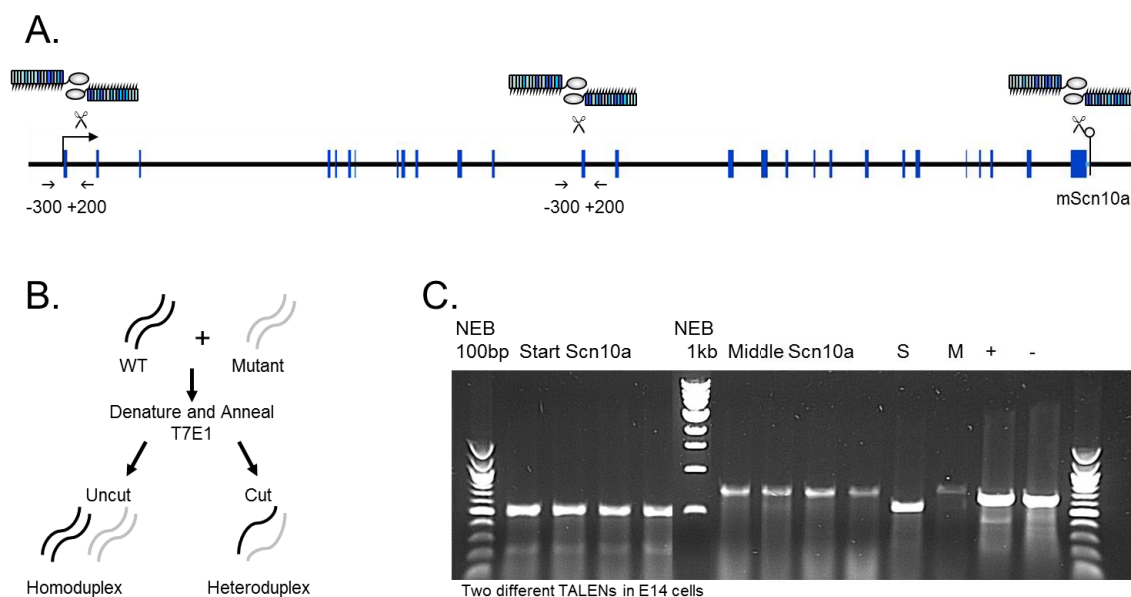 A.
-300 +200
-300 +200
mScn10a
B.
WT
+
Mutant
Denature and Anneal
T7E1
Uncut
Cut
Homoduplex
Heteroduplex
C.
NEB
100bp
Start Scn10a
NEB
1kb
Middle Scn10a
S
M
+
-
Two different TALENs in E14 cells